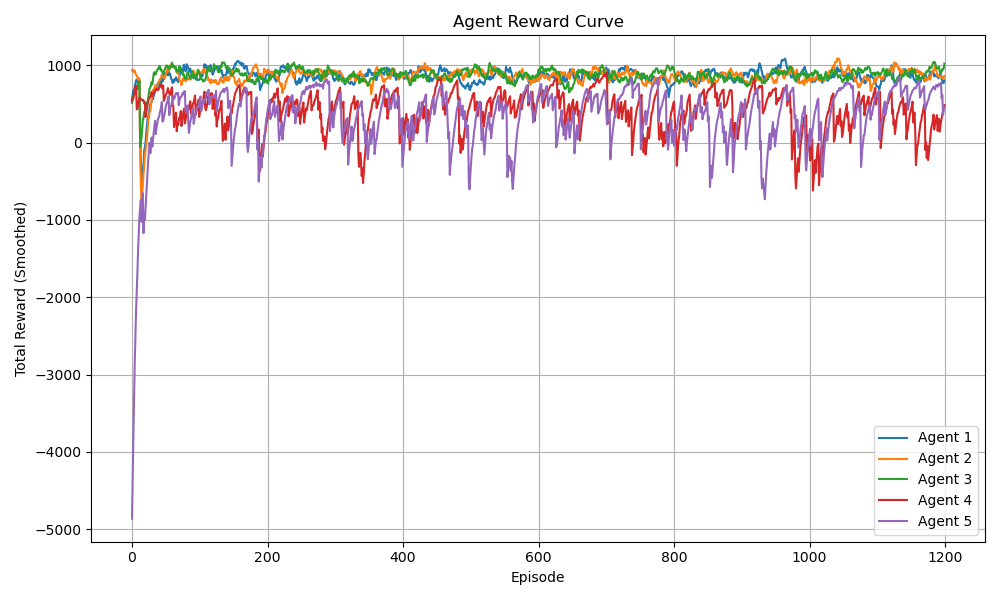 Agent Reward Curve
Total Reward (Smoothed)
1000
0
−1000
−2000
−3000
−4000
−5000
0 200 400 600 800 1000 1200
Episode
Agent 1
Agent 2
Agent 3
Agent 4
Agent 5